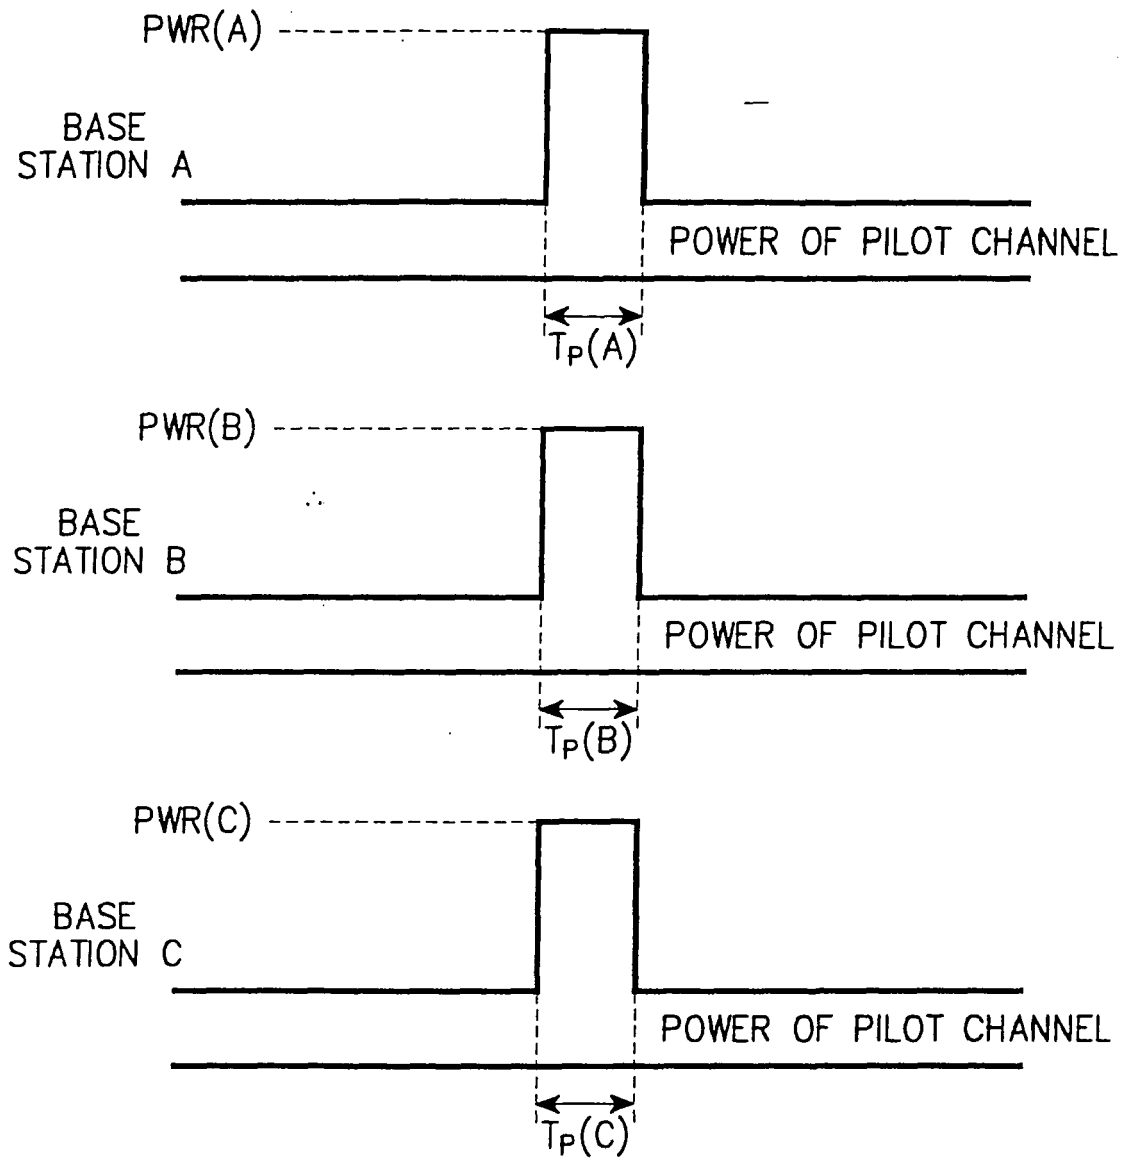 PWR(A)
BASE
STATION A
POWER OF PILOT CHANNEL
TP(A)
PWR(B)
BASE
STATION B
POWER OF PILOT CHANNEL
TP(B)
PWR(C)
BASE
STATION C
POWER OF PILOT CHANNEL
TP(C)